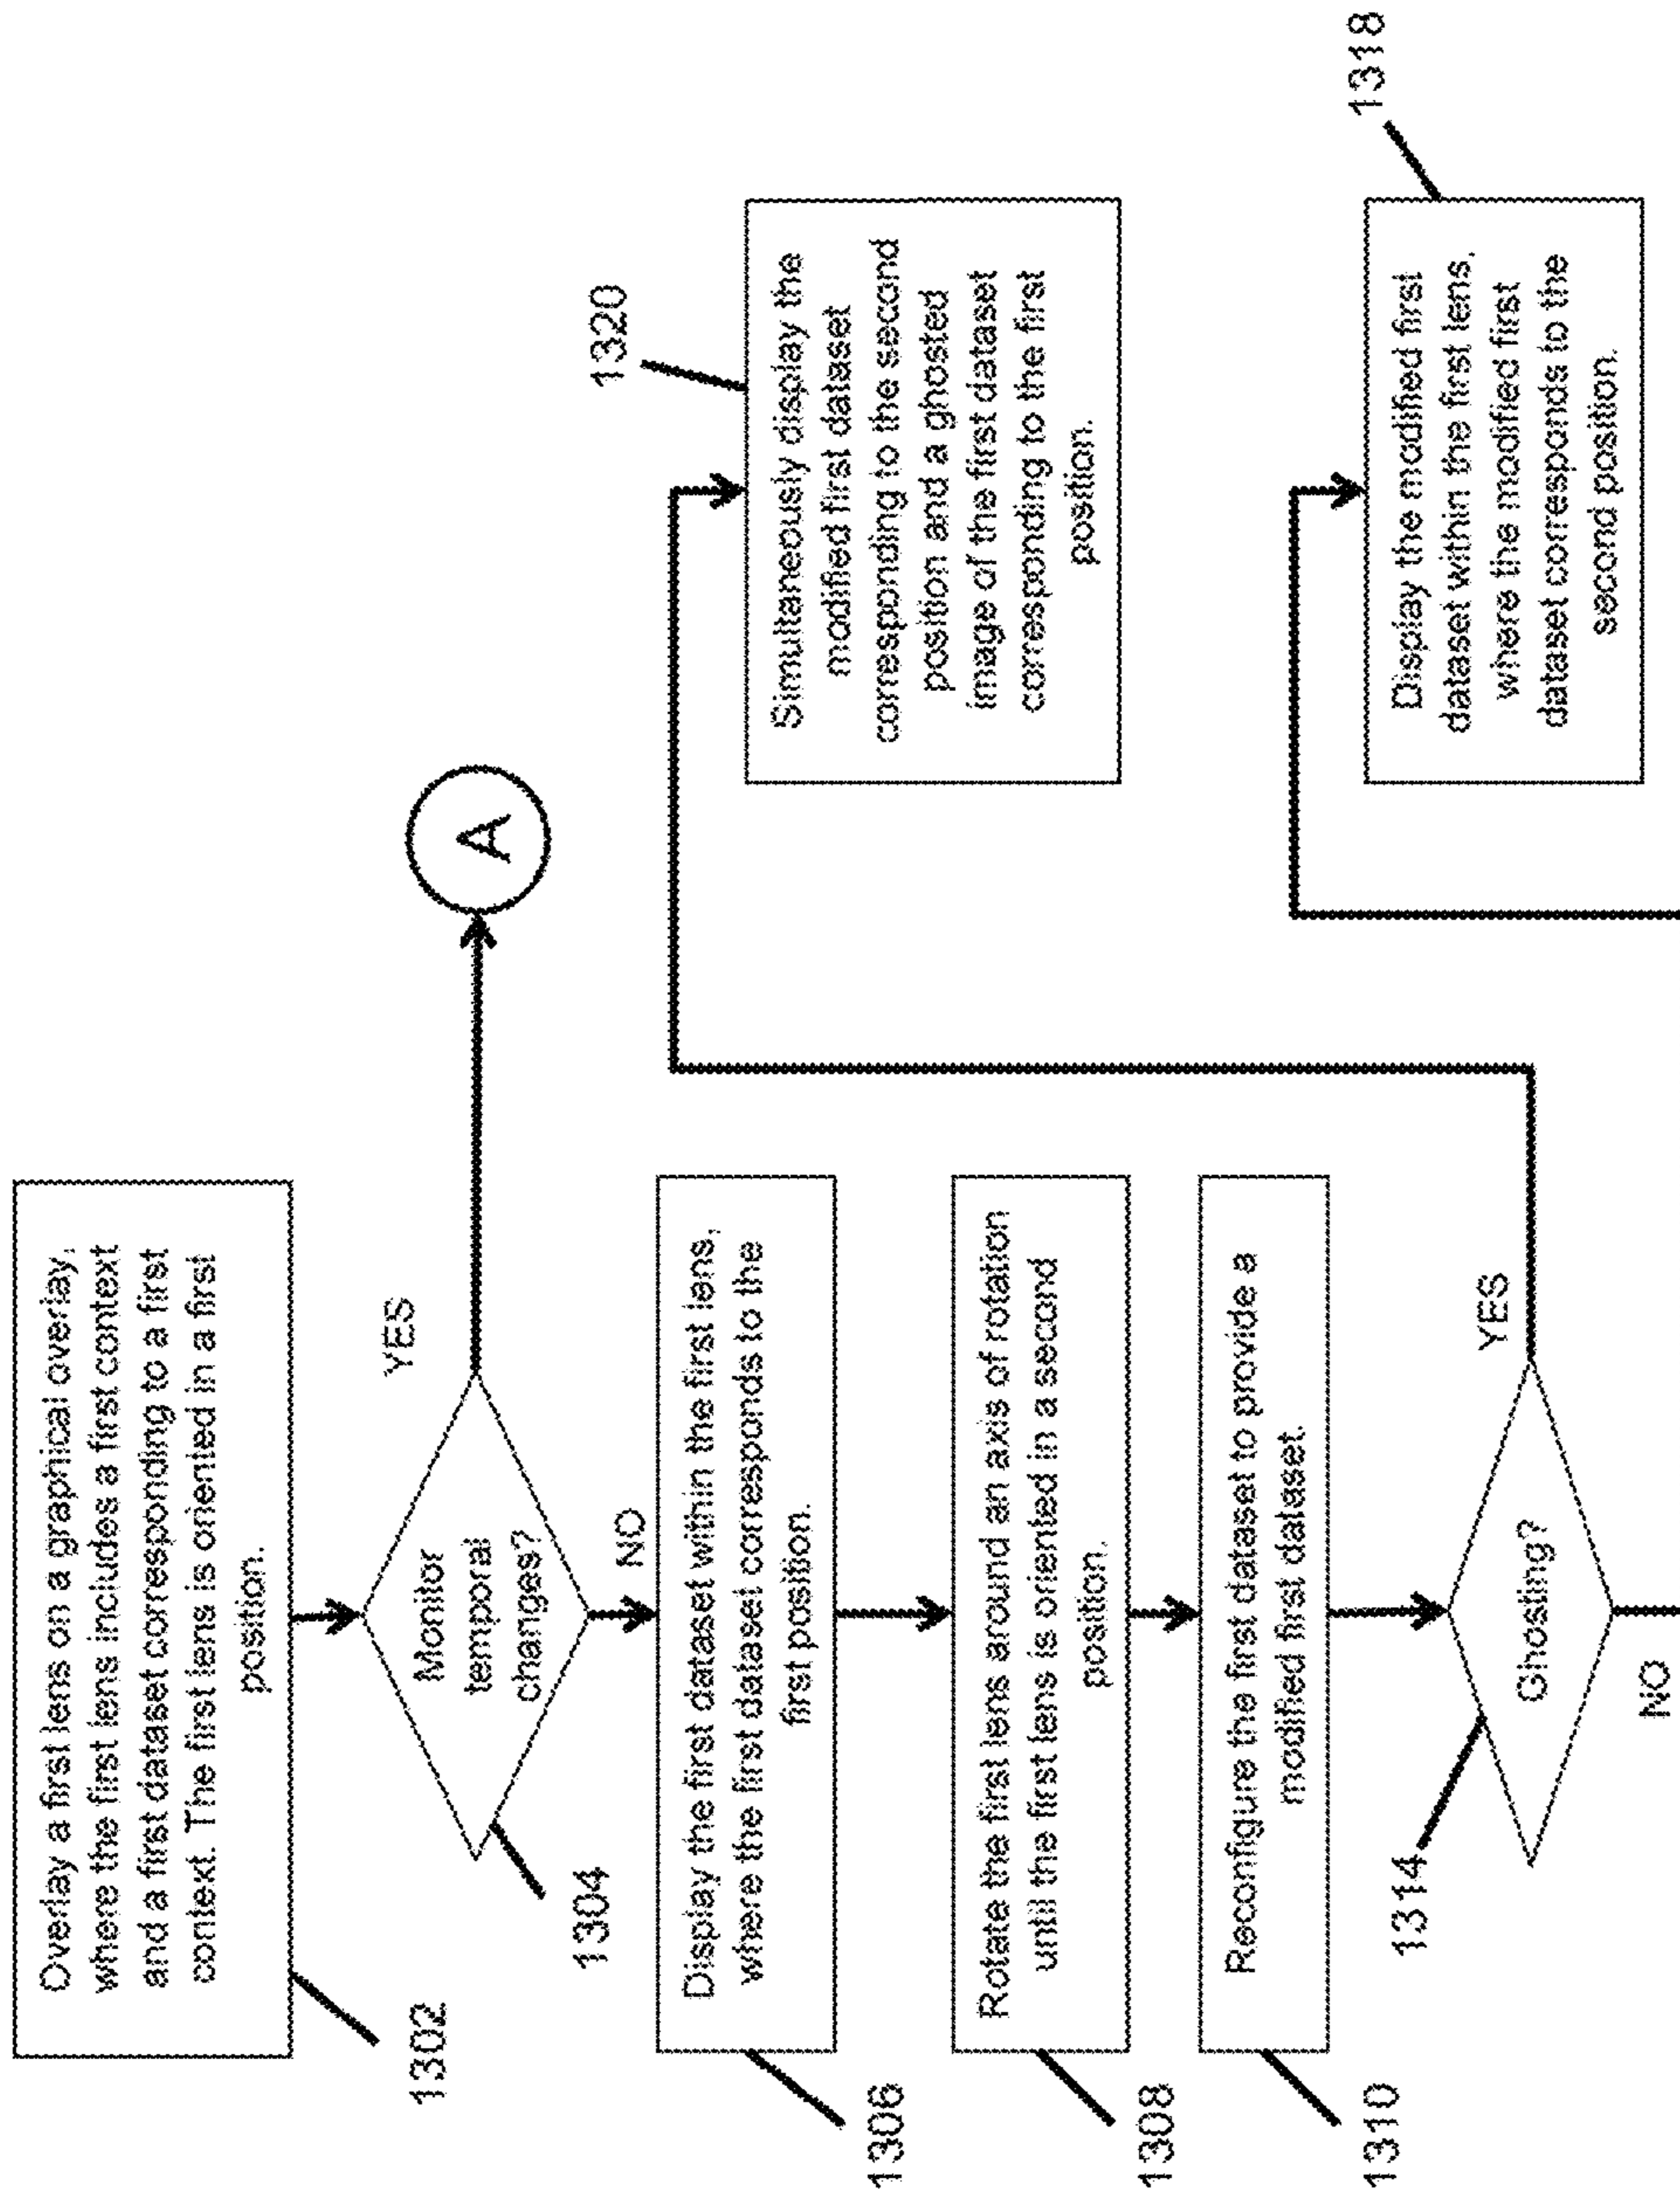 Overlay a first lens on a graphical overlay,
where the first lens includes a first context
and a first dataset corresponding to a first
context. The first lens is oriented in a first
position.
1302
Monitor
temporal
changes?
YES
A
1304
NO
Display the first dataset within the first lens,
where the first dataset corresponds to the
first position.
1306
Rotate the first lens around an axis of rotation
until the first lens is oriented in a second
position.
1308
Reconfigure the first dataset to provide a
modified first dataset.
1310
Ghosting?
YES
1314
NO
1320
Simultaneously display the
modified first dataset
corresponding to the second
position and a ghosted
image of the first dataset
corresponding to the first
position.
1318
Display the modified first
dataset within the first lens,
where the modified first
dataset corresponds to the
second position.